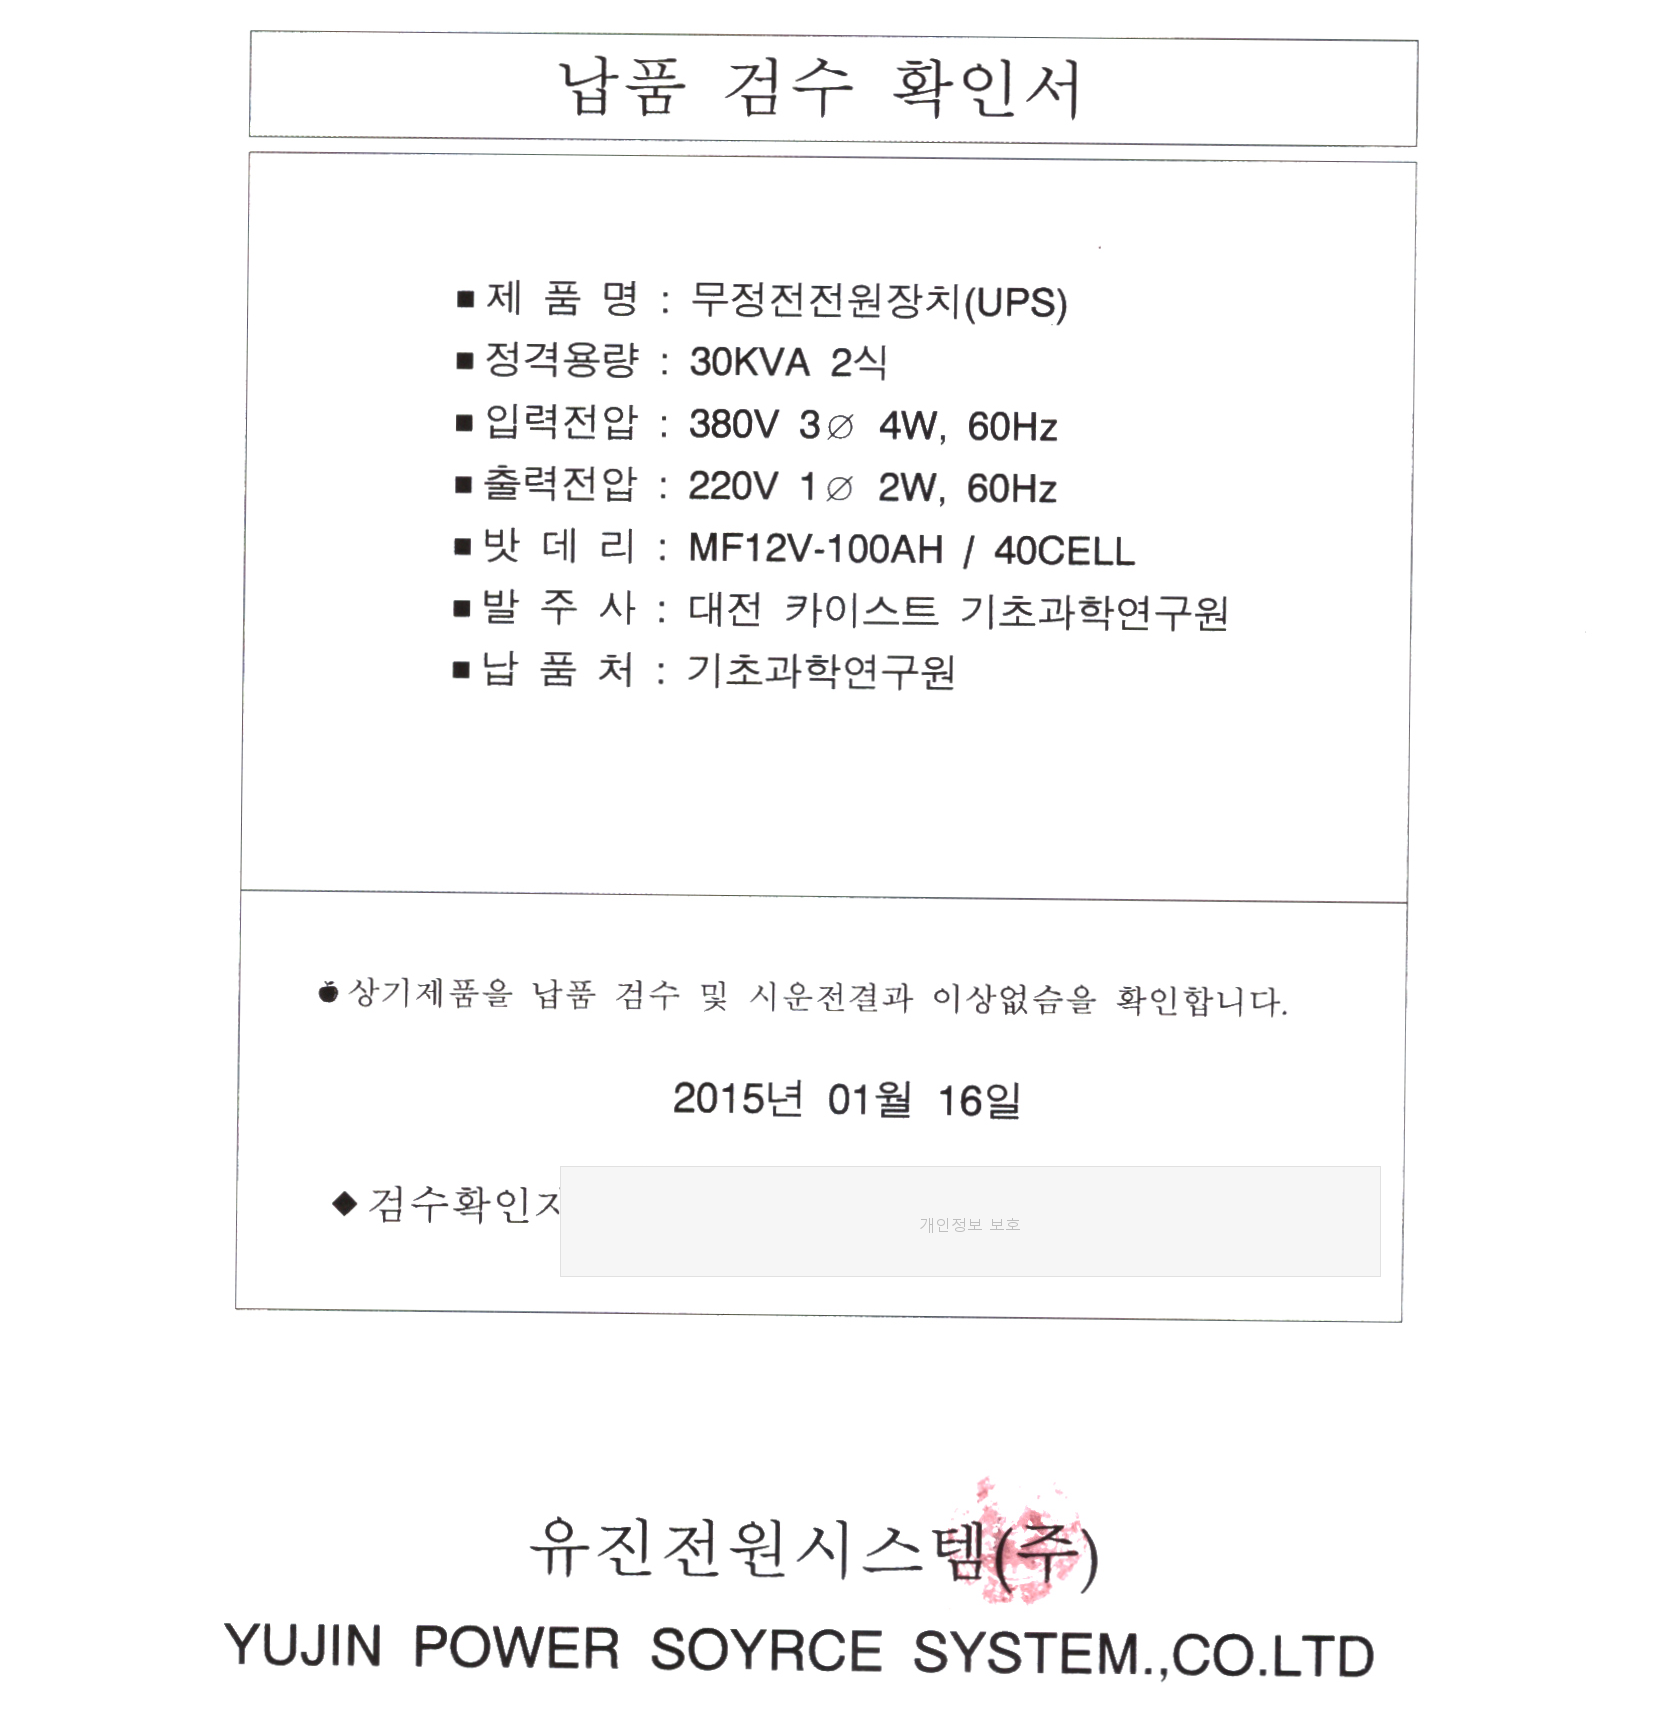 납품 검수 확인서
■ 제 품 명 : 무정전전원장치(UPS)
■ 정격용량 : 30KVA 2식
■ 입력전압 : 380V 3∅ 4W, 60Hz
■ 출력전압 : 220V 1∅ 2W, 60Hz
■ 밧 데 리 : MF12V-100AH / 40CELL
■ 발 주 사 : 대전 카이스트 기초과학연구원
■ 납 품 처 : 기초과학연구원
상기제품을 납품 검수 및 시운전결과 이상없슴을 확인합니다.
2015년 01월 16일
◆ 검수확인자
개인정보 보호
유진전원시스템(주)
YUJIN POWER SOYRCE SYSTEM.,CO.LTD